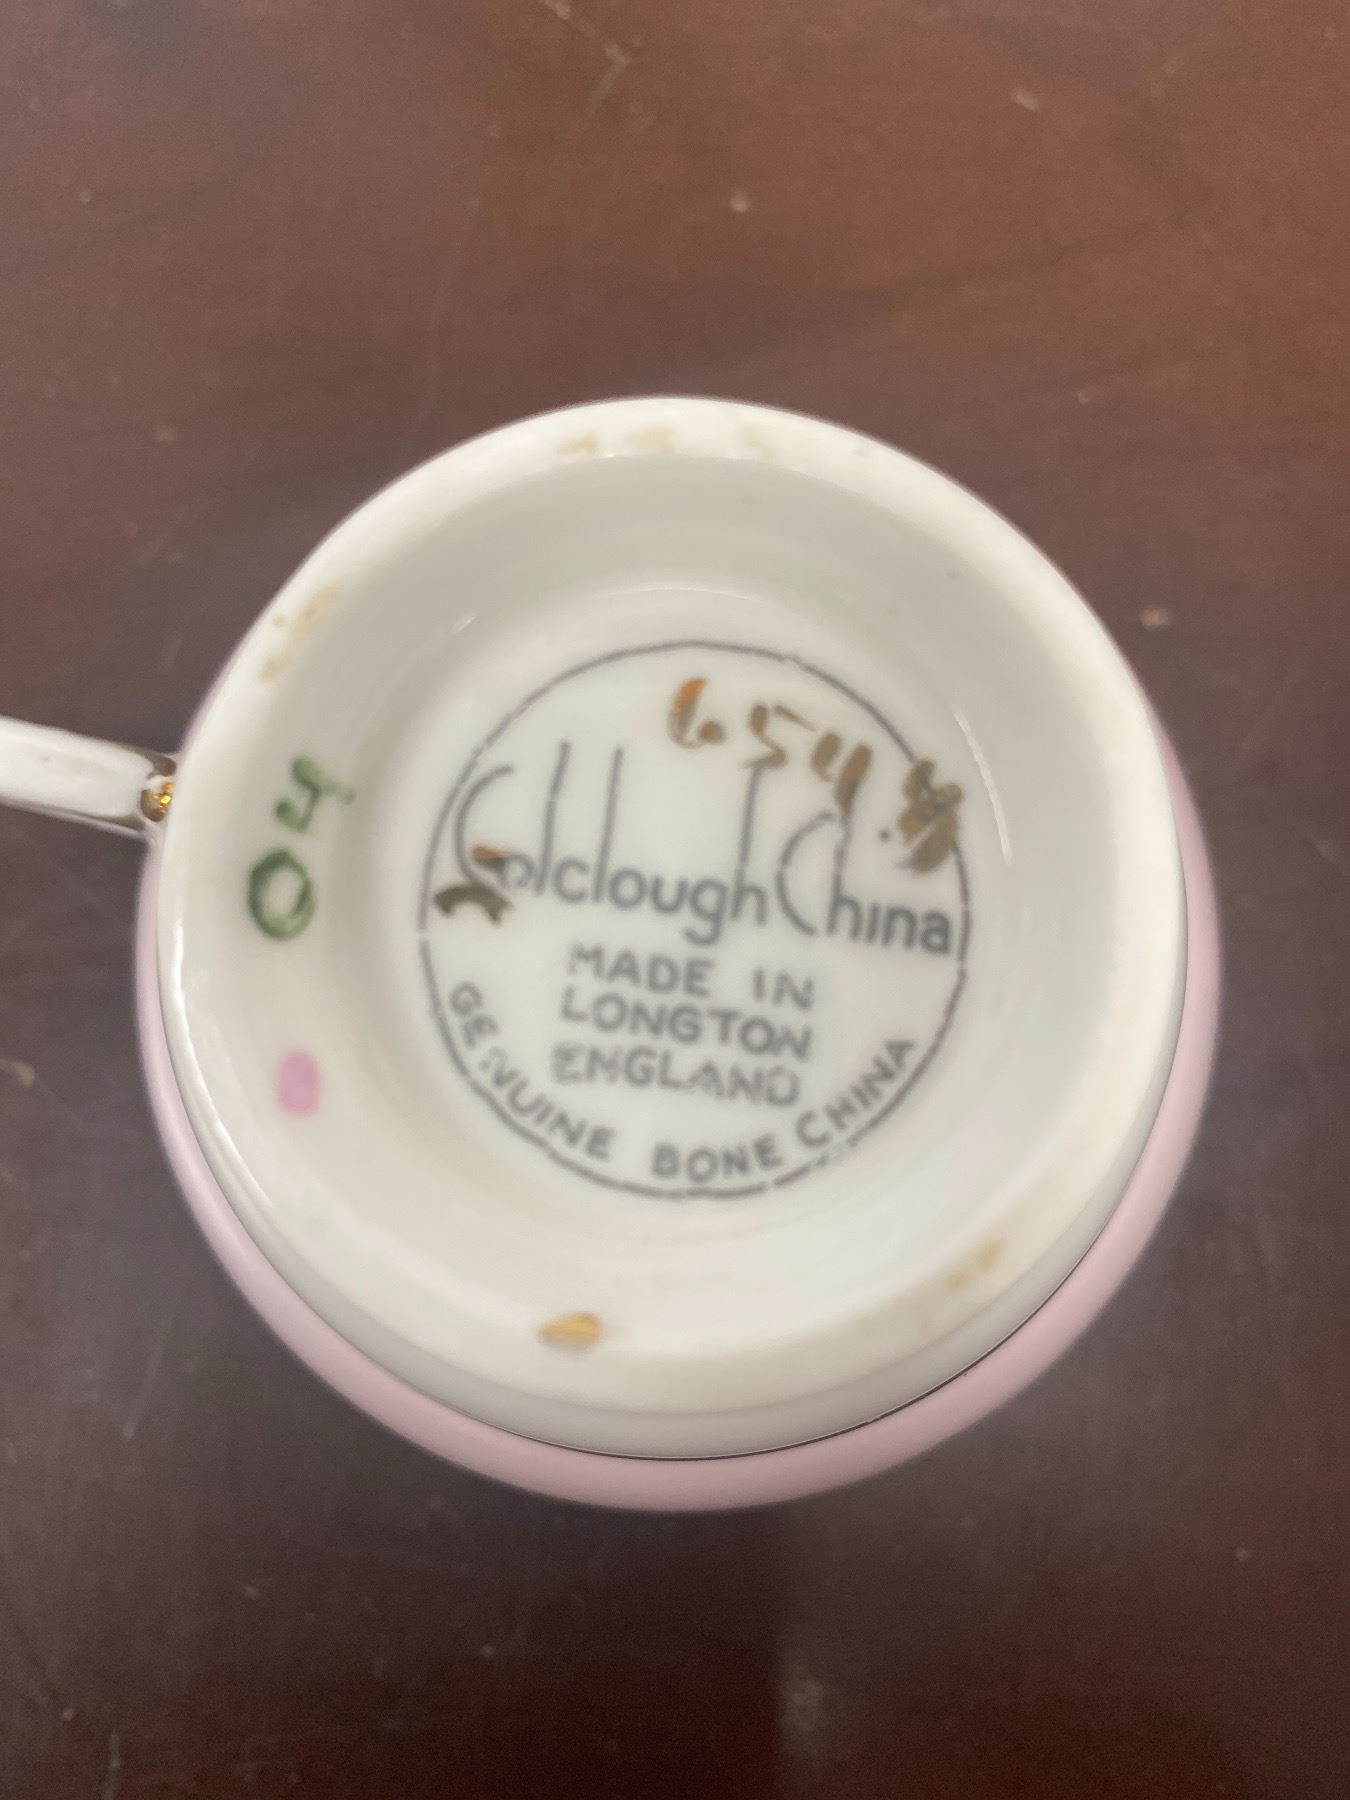 654
04
Colclough China
MADE IN
LONGTON
ENGLAND
GENUINE BONE CHINA